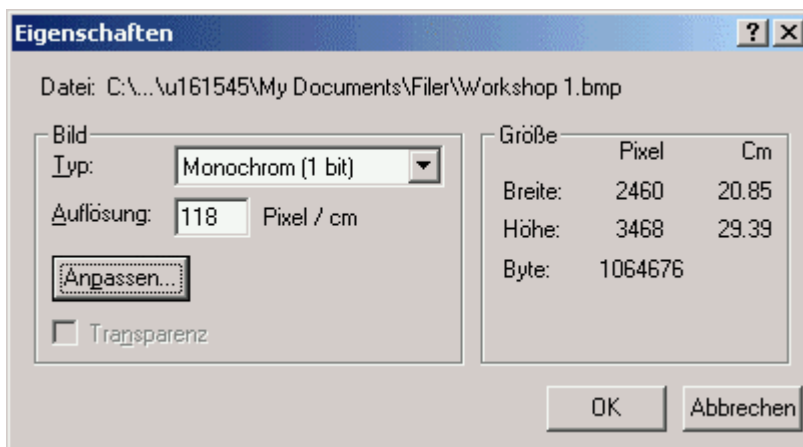 Eigenschaften
Datei: C:\...\u161545\My Documents\Filer\Workshop 1.bmp
Bild
Typ: Monochrom (1 bit)
Auflösung: 118 Pixel / cm
Anpassen...
Transparenz
Größe
Pixel Cm
Breite: 2460 20.85
Höhe: 3468 29.39
Byte: 1064676
OK Abbrechen